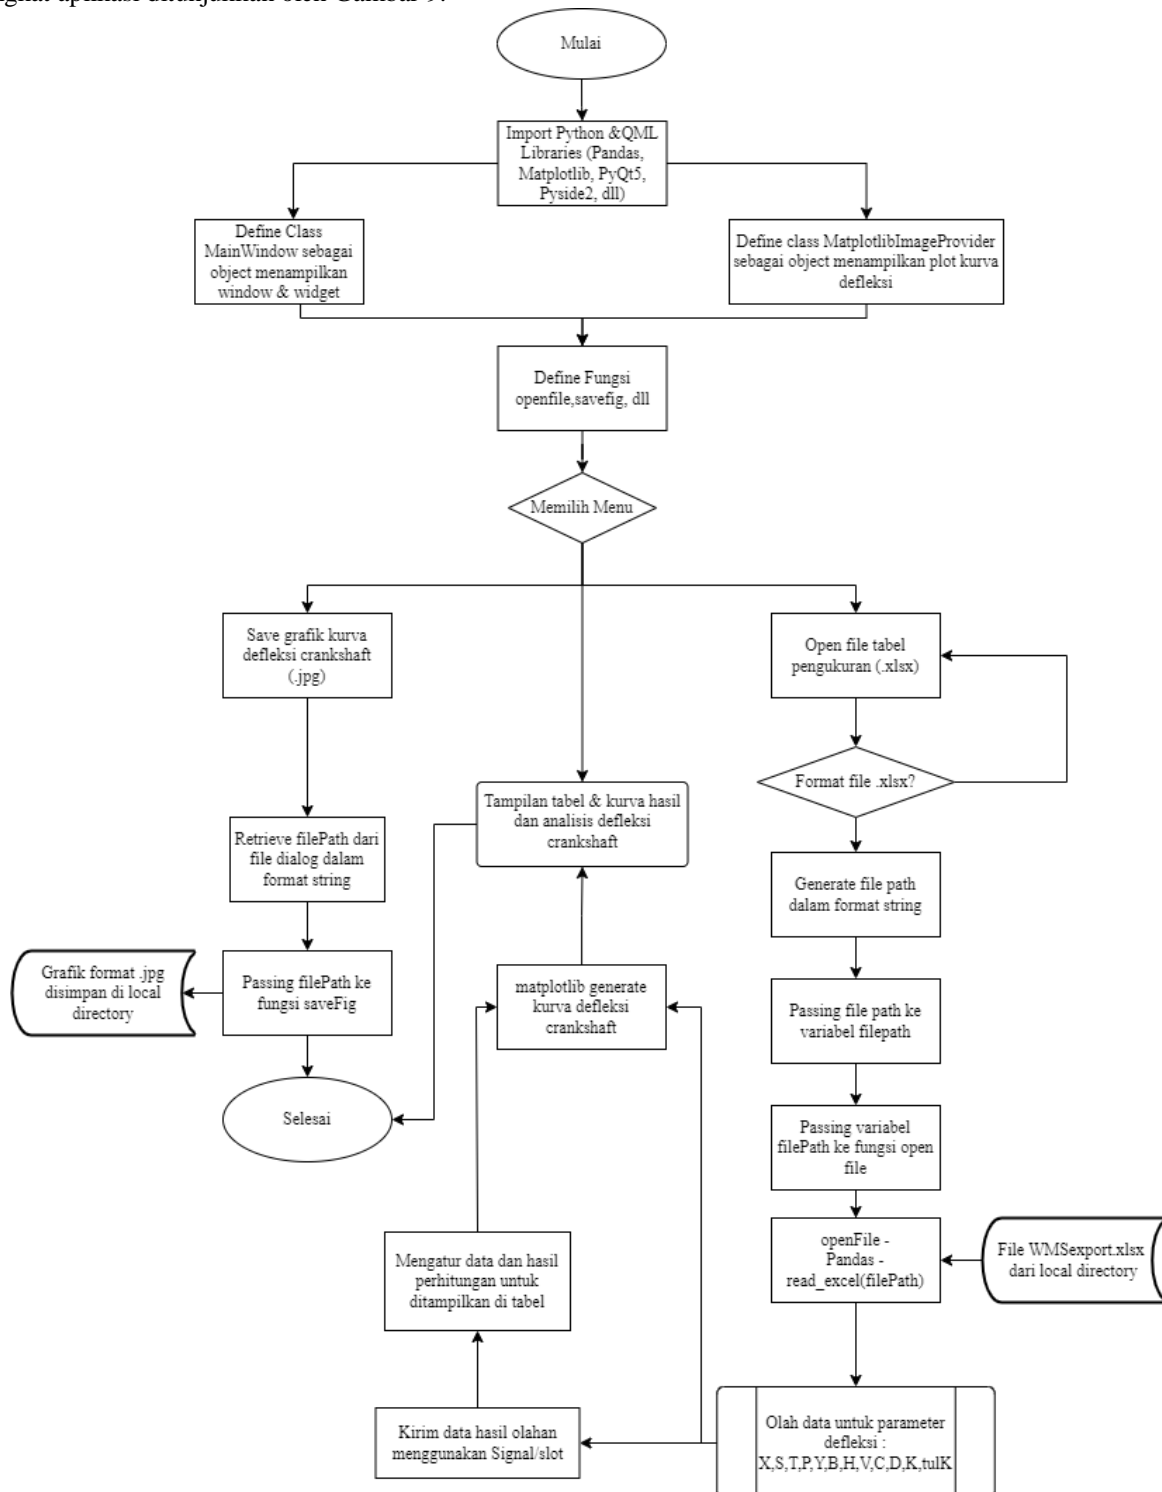 aplikasi ditunjukkan oleh Gambar 9.
Mulai
Import Python &QML
Libraries (Pandas,
Matplotlib, PyQt5,
Pyside2, dll)
Define Class
MainWindow sebagai
object menampilkan
window & widget
Define class MatplotlibImageProvider
sebagai object menampilkan plot kurva
defleksi
Define Fungsi
openfile,savefig, dll
Memilih Menu
Save grafik kurva
defleksi crankshaft
(.jpg)
Open file tabel
pengukuran (.xlsx)
Format file .xlsx?
Tampilan tabel & kurva hasil
dan analisis defleksi
crankshaft
Retrieve filePath dari
file dialog dalam
format string
Generate file path
dalam format string
Grafik format .jpg
disimpan di local
directory
Passing filePath ke
fungsi saveFig
matplotlib generate
kurva defleksi
crankshaft
Passing file path ke
variabel filepath
Selesai
Passing variabel
filePath ke fungsi open
file
Mengatur data dan hasil
perhitungan untuk
ditampilkan di tabel
openFile -
Pandas -
read_excel(filePath)
File WMSexport.xlsx
dari local directory
Kirim data hasil olahan
menggunakan Signal/slot
Olah data untuk parameter
defleksi :
X,S,T,P,Y,B,H,V,C,D,K,tulK